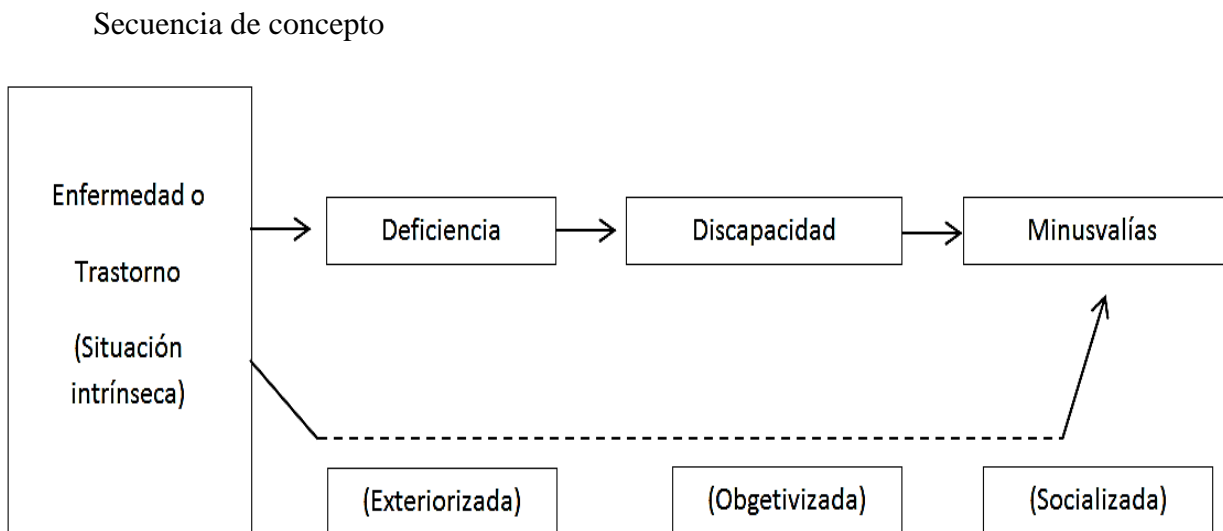 Secuencia de concepto
Enfermedad o
Trastorno
(Situación
intrínseca)
Deficiencia
Discapacidad
Minusvalías
(Exteriorizada)
(Obgetivizada)
(Socializada)